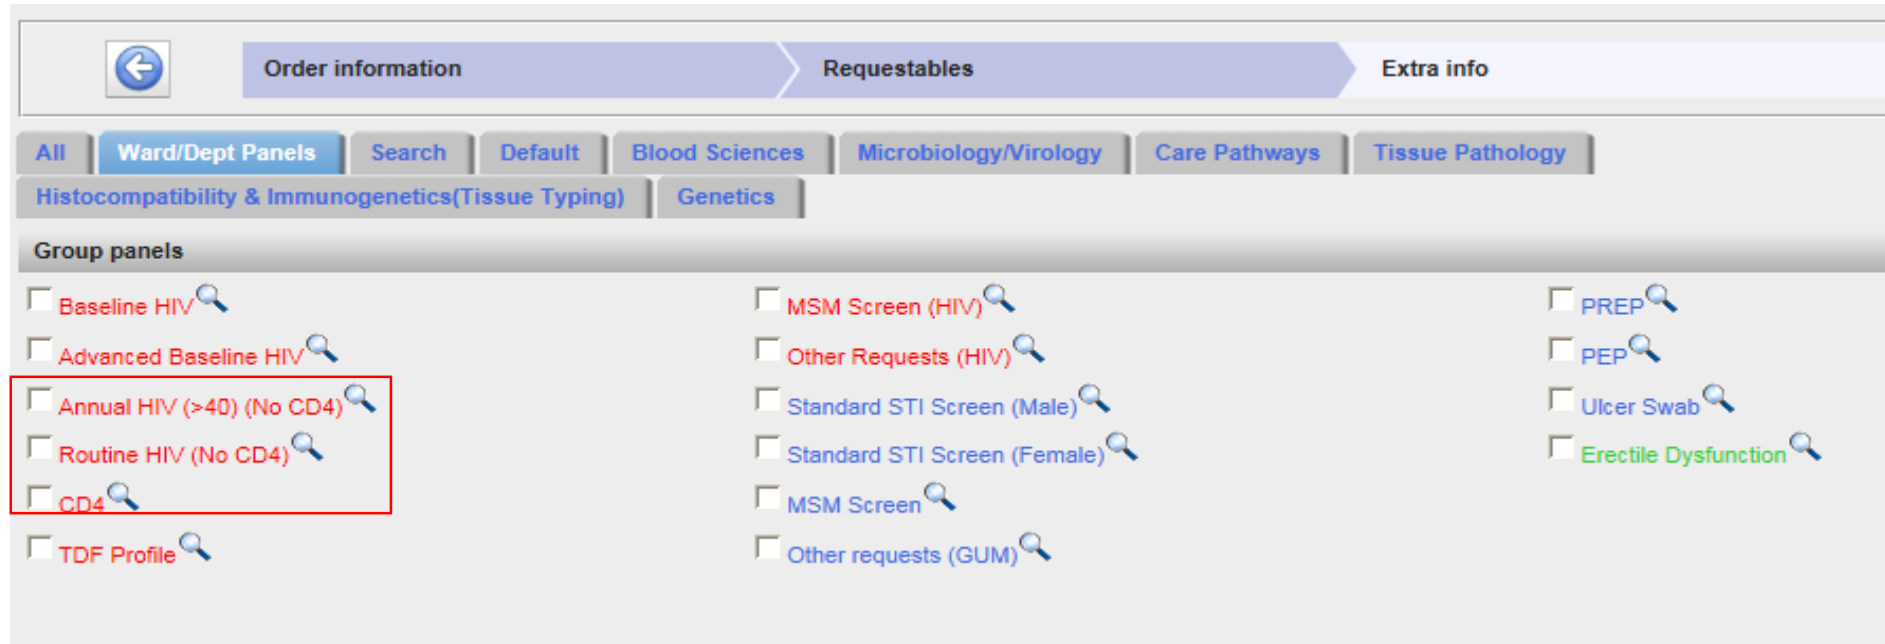 Order information Requestables Extra info
All Ward/Dept Panels Search Default Blood Sciences Microbiology/Virology Care Pathways Tissue Pathology
Histocompatibility & Immunogenetics(Tissue Typing) Genetics
Group panels
Baseline HIV MSM Screen (HIV) PREP
Advanced Baseline HIV Other Requests (HIV) PEP
Annual HIV (>40) (No CD4) Standard STI Screen (Male) Ulcer Swab
Routine HIV (No CD4) Standard STI Screen (Female) Erectile Dysfunction
CD4 MSM Screen
TDF Profile Other requests (GUM)